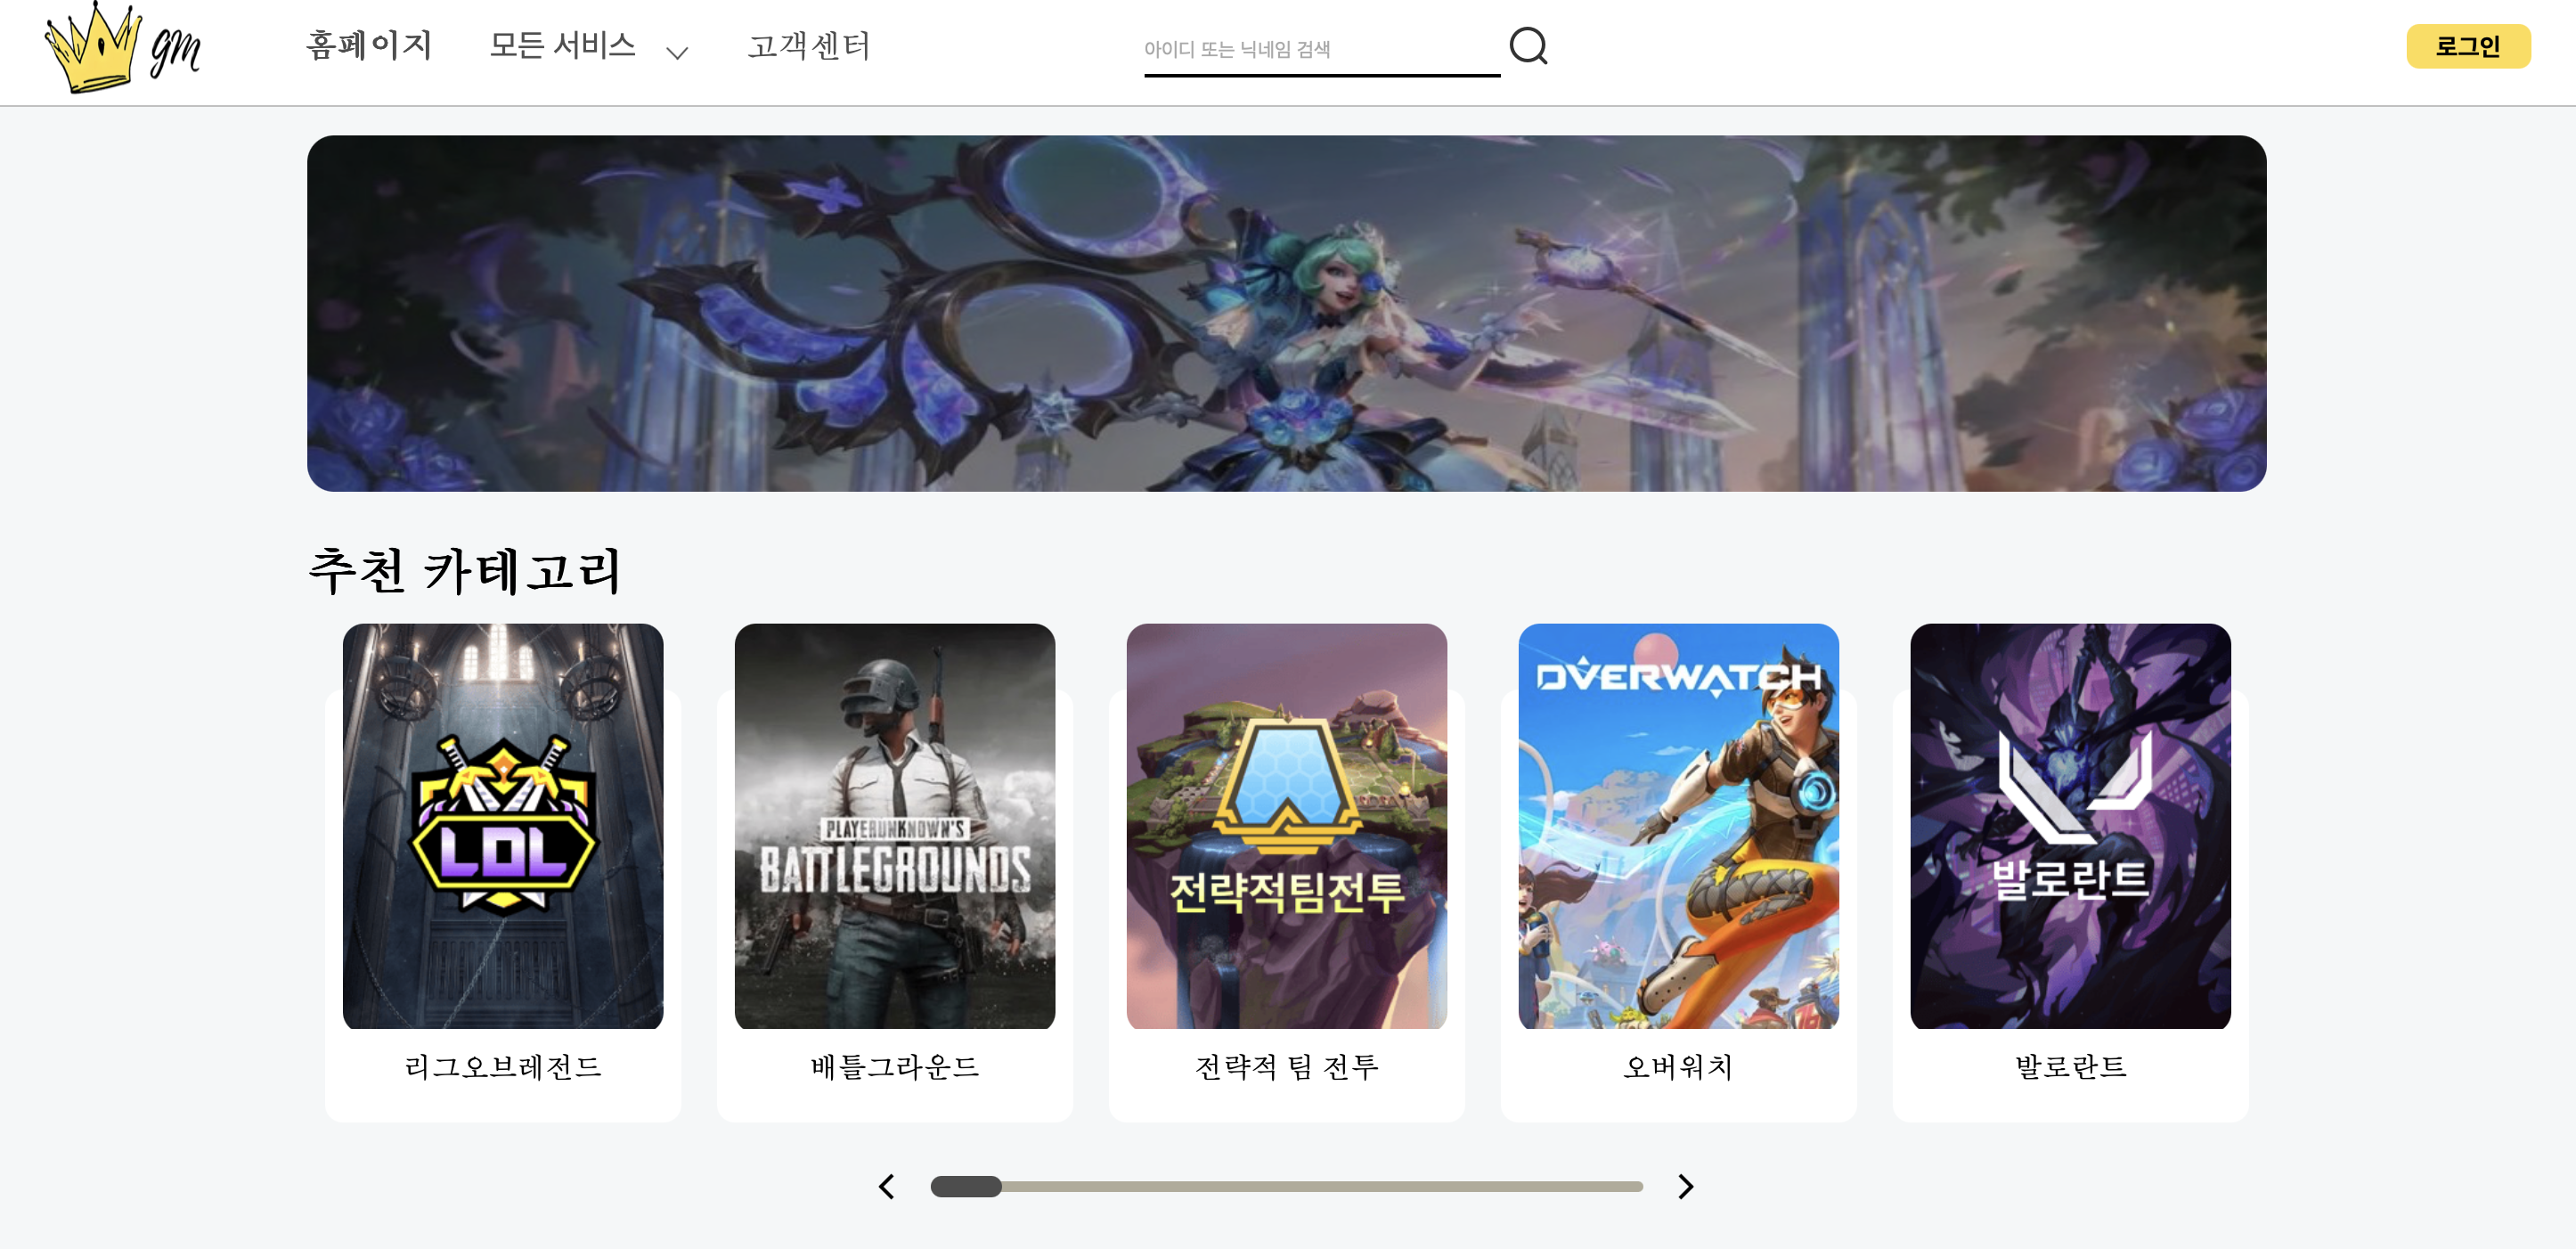 gm
홈페이지
모든 서비스
고객센터
아이디 또는 닉네임 검색
로그인
추천 카테고리
LOL
PLAYERUNKNOWN'S
BATTLEGROUNDS
전략적팀전투
OVERWATCH
발로란트
리그오브레전드
배틀그라운드
전략적 팀 전투
오버워치
발로란트